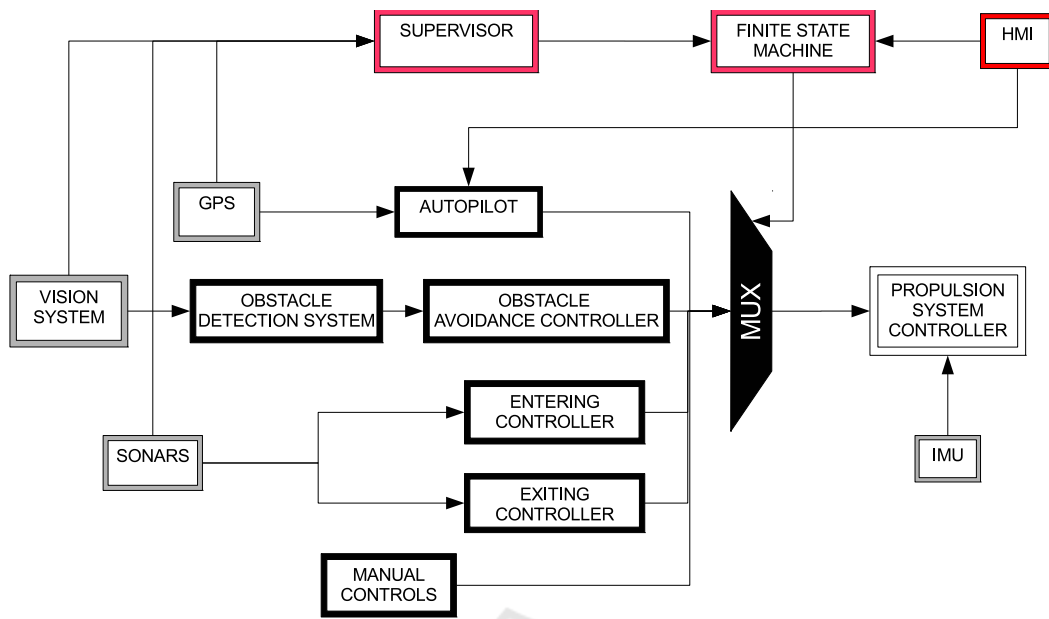 SUPERVISOR
FINITE STATE
MACHINE
HMI
GPS
AUTOPILOT
VISION
SYSTEM
OBSTACLE
DETECTION SYSTEM
OBSTACLE
AVOIDANCE CONTROLLER
MUX
PROPULSION
SYSTEM
CONTROLLER
ENTERING
CONTROLLER
SONARS
IMU
EXITING
CONTROLLER
MANUAL
CONTROLS